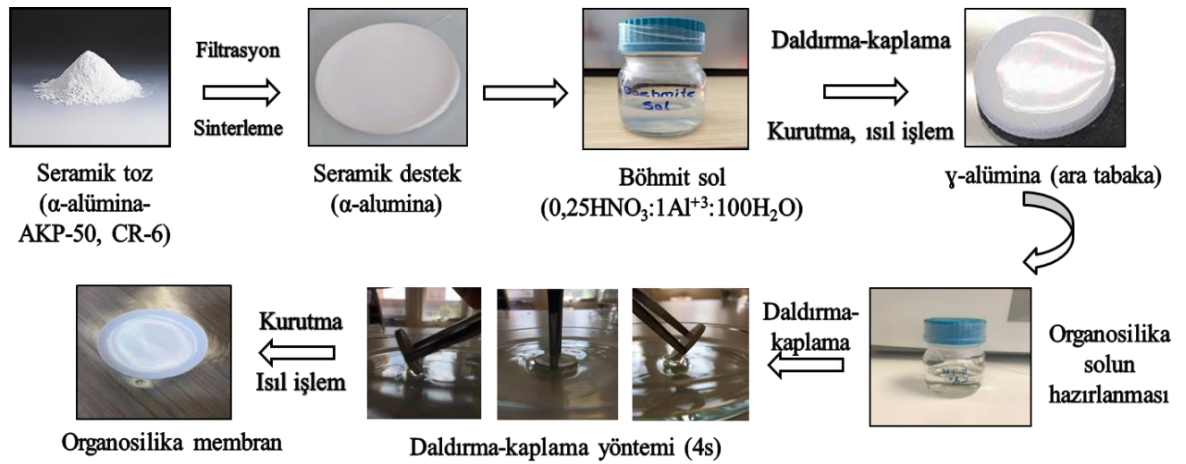 Filtrasyon
Sinterleme
Seramik toz
(α-alümina-
AKP-50, CR-6)
Seramik destek
(α-alumina)
Boehmite
Sol
Böhmit sol
(0,25HNO₃:1Al⁺³:100H₂O)
Daldırma-kaplama
Kurutma, ısıl işlem
ɣ-alümina (ara tabaka)
Organosilika
solun
hazırlanması
Daldırma-
kaplama
Daldırma-kaplama yöntemi (4s)
Kurutma
Isıl işlem
Organosilika membran